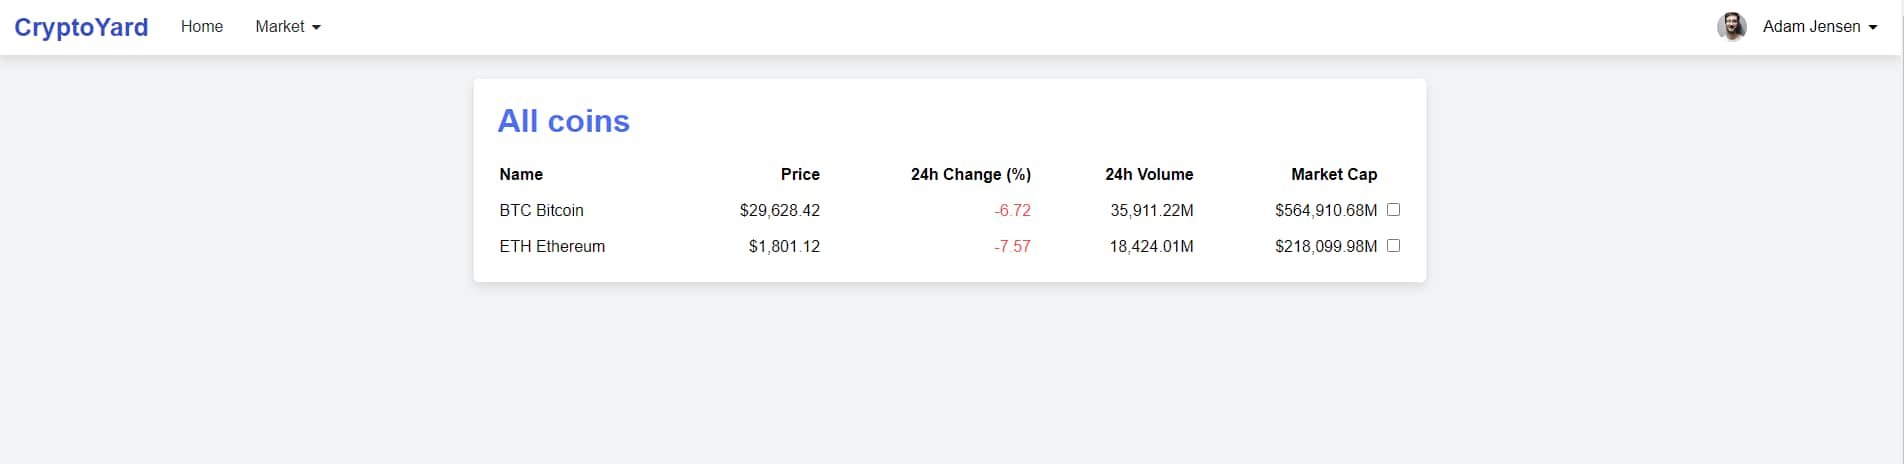 CryptoYard Home Market Adam Jensen
All coins
Name Price 24h Change (%) 24h Volume Market Cap
BTC Bitcoin $29,628.42 -6.72 35,911.22M $564,910.68M
ETH Ethereum $1,801.12 -7.57 18,424.01M $218,099.98M